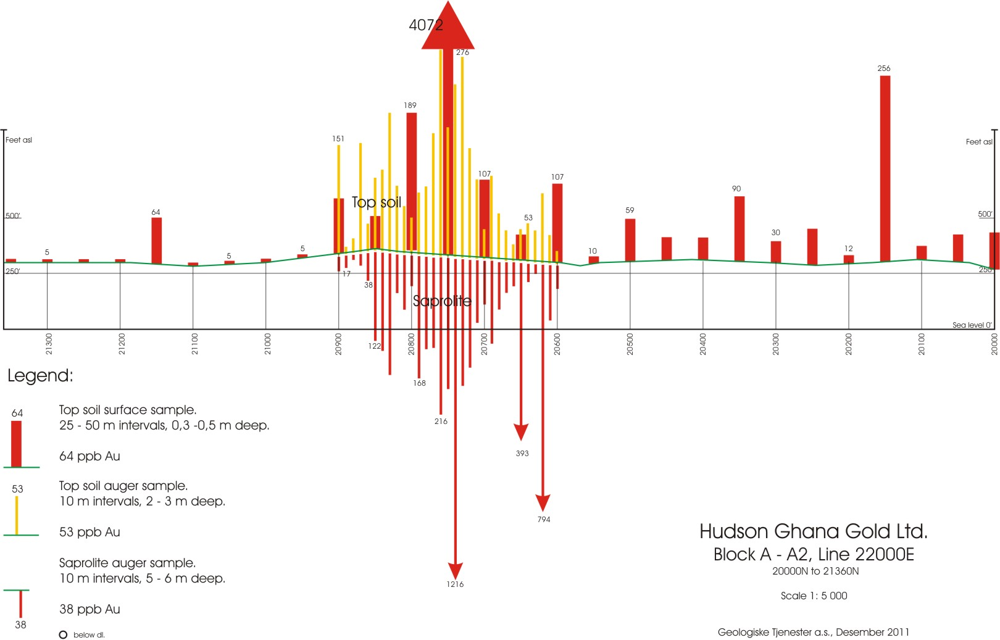 4072
276
256
189
151
Feet asl
Feet asl
107
107
90
Top soil
64
59
53
500'
500'
30
5
5
5
10
12
250'
17
250
38
Saprolite
Sea level 0'
122
21300
21200
21100
21000
20900
20800
20700
20600
20500
20400
20300
20200
20100
20000
168
216
393
794
1216
Legend:
64
Top soil surface sample.
25 - 50 m intervals, 0,3 -0,5 m deep.
64 ppb Au
53
Top soil auger sample.
10 m intervals, 2 - 3 m deep.
53 ppb Au
Saprolite auger sample.
10 m intervals, 5 - 6 m deep.
38 ppb Au
38
below dl.
Hudson Ghana Gold Ltd.
Block A - A2, Line 22000E
20000N to 21360N
Scale 1: 5 000
Geologiske Tjenester a.s., Desember 2011